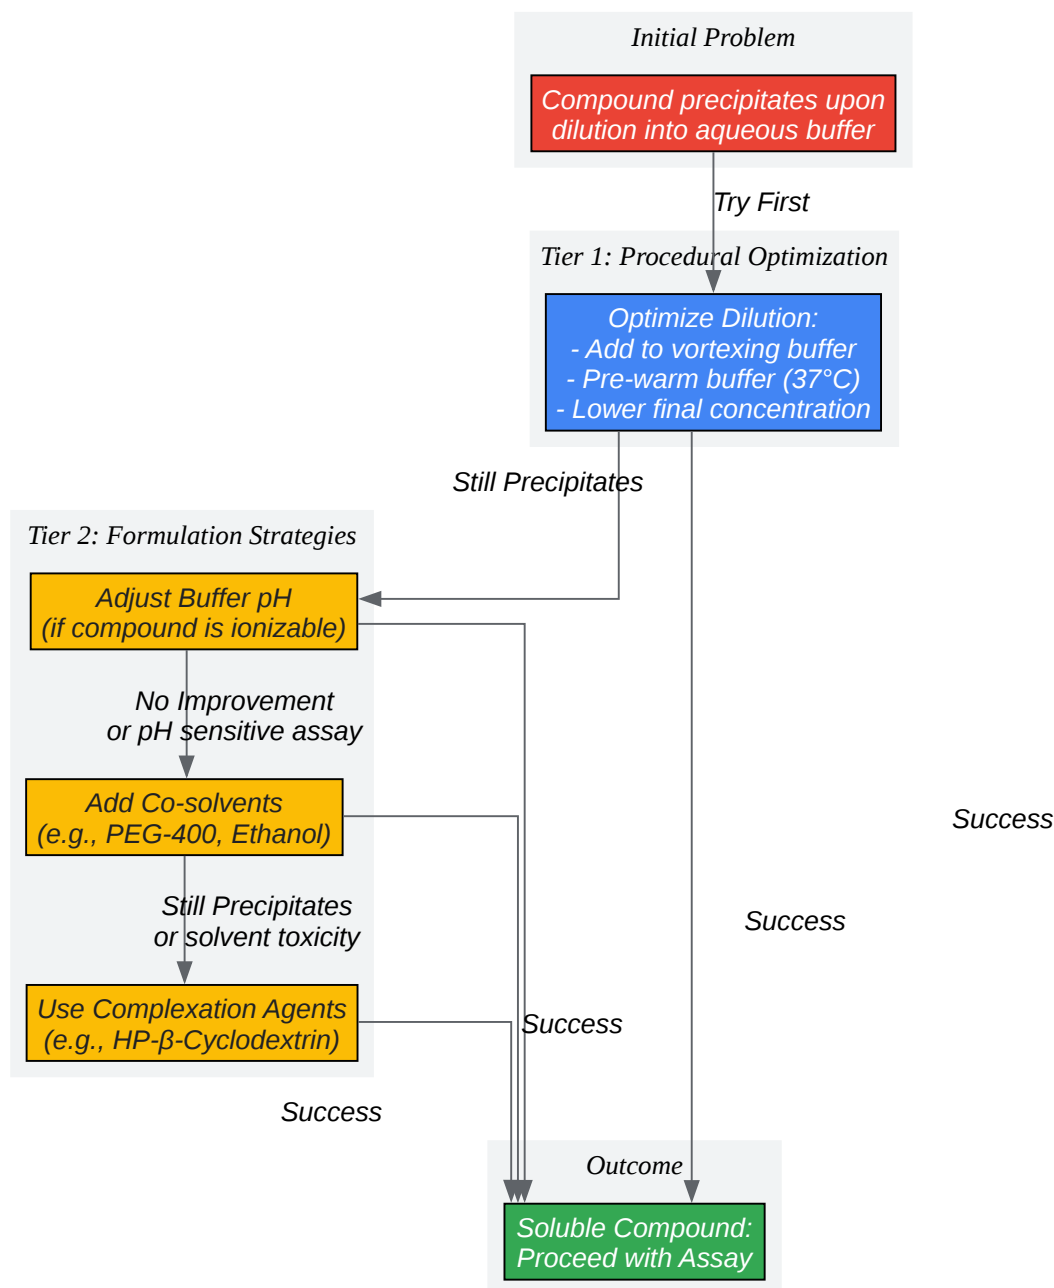 Initial Problem
Compound precipitates upon
dilution into aqueous buffer
Try First
Tier 1: Procedural Optimization
Optimize Dilution:
- Add to vortexing buffer
- Pre-warm buffer (37°C)
- Lower final concentration
Still Precipitates
Tier 2: Formulation Strategies
Adjust Buffer pH
(if compound is ionizable)
No Improvement
or pH sensitive assay
Add Co-solvents
(e.g., PEG-400, Ethanol)
Success
Still Precipitates
or solvent toxicity
Success
Use Complexation Agents
(e.g., HP-β-Cyclodextrin)
Success
Success
Outcome
Soluble Compound:
Proceed with Assay